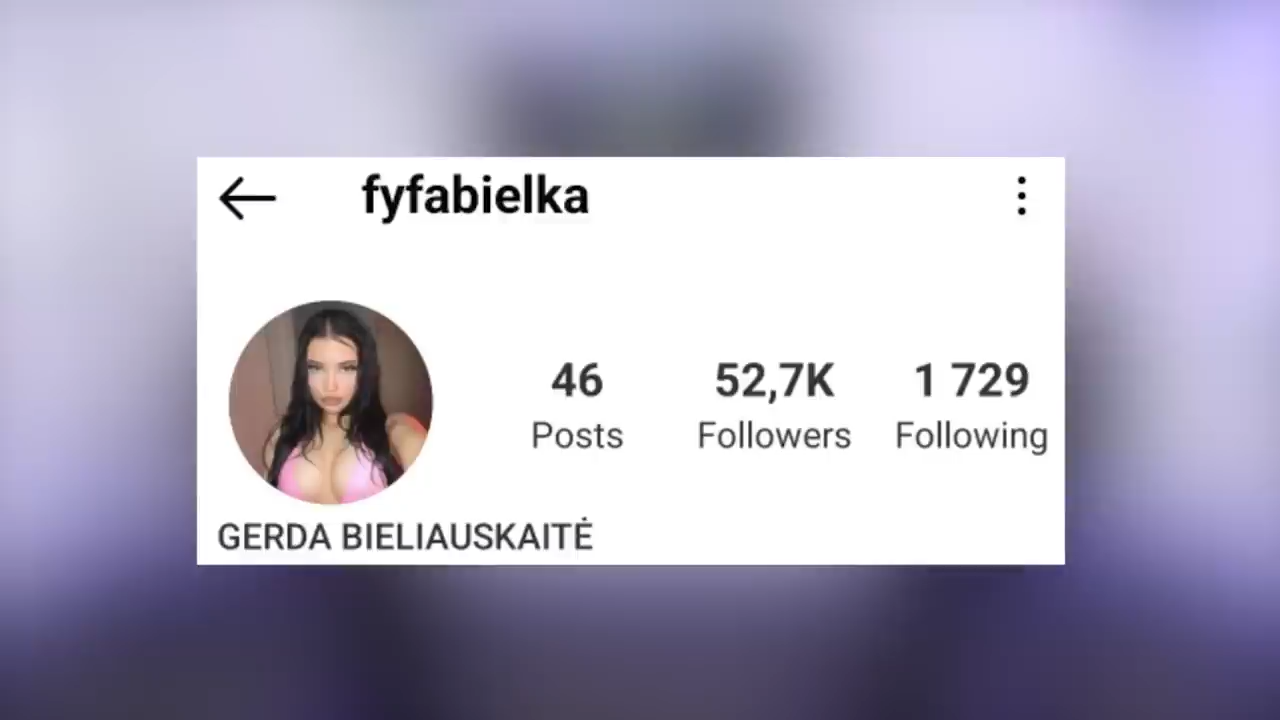 fyfabielka
46 52,7K 1 729
Posts Followers Following
GERDA BIELIAUSKAITĖ